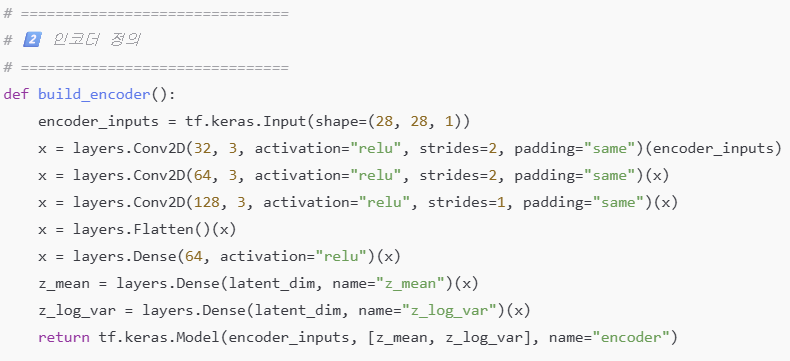 # ===============================
# 2️⃣ 인코더 정의
# ===============================
def build_encoder():
    encoder_inputs = tf.keras.Input(shape=(28, 28, 1))
    x = layers.Conv2D(32, 3, activation="relu", strides=2, padding="same")(encoder_inputs)
    x = layers.Conv2D(64, 3, activation="relu", strides=2, padding="same")(x)
    x = layers.Conv2D(128, 3, activation="relu", strides=1, padding="same")(x)
    x = layers.Flatten()(x)
    x = layers.Dense(64, activation="relu")(x)
    z_mean = layers.Dense(latent_dim, name="z_mean")(x)
    z_log_var = layers.Dense(latent_dim, name="z_log_var")(x)
    return tf.keras.Model(encoder_inputs, [z_mean, z_log_var], name="encoder")